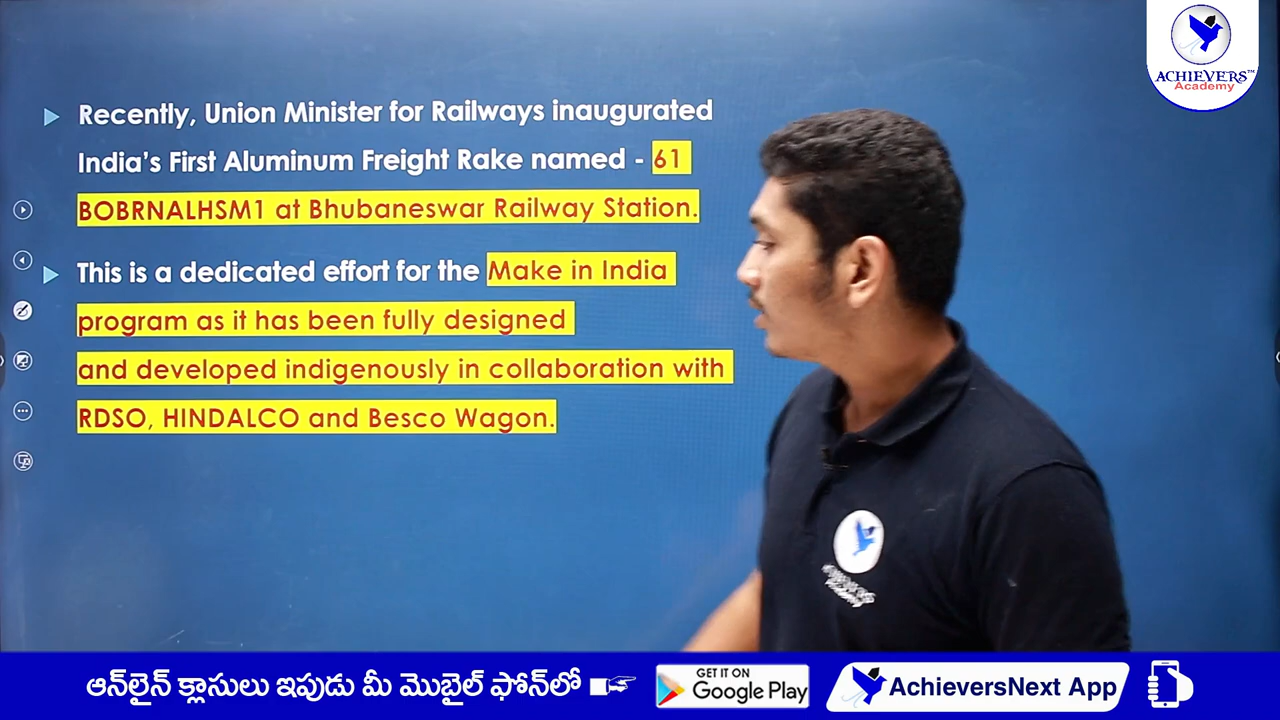 ACHIEVERS™
Academy
Recently, Union Minister for Railways inaugurated
India’s First Aluminum Freight Rake named - 61
BOBRNALHSM1 at Bhubaneswar Railway Station.
This is a dedicated effort for the Make in India
program as it has been fully designed
and developed indigenously in collaboration with
RDSO, HINDALCO and Besco Wagon.
Academy
ఆన్‌లైన్ క్లాసులు ఇపుడు మీ మొబైల్ ఫోన్‌లో
GET IT ON
Google Play
AchieversNext App